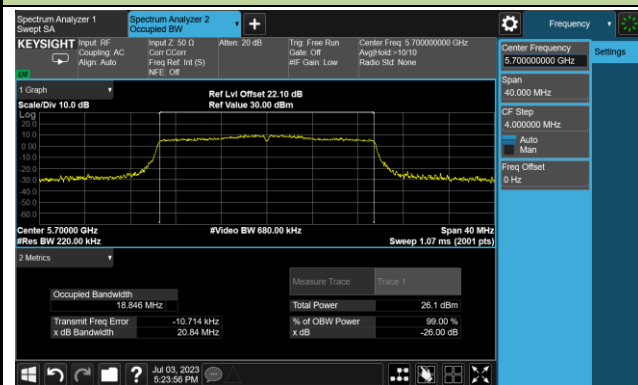 Spectrum Analyzer 1
Swept SA
Spectrum Analyzer 2
Occupied BW
Frequency
KEYSIGHT
Input: RF
Coupling: AC
Align: Auto
Input Z: 50 Ω
Corr CCorr
Freq Ref: Int (S)
NFE: Off
Atten: 20 dB
Trig: Free Run
Gate: Off
#IF Gain: Low
Center Freq: 5.700000000 GHz
Avg|Hold:>10/10
Radio Std: None
Center Frequency
5.700000000 GHz
Settings
Span
40.000 MHz
CF Step
4.000000 MHz
Auto
Man
Freq Offset
0 Hz
1 Graph
Scale/Div 10.0 dB
Ref Lvl Offset 22.10 dB
Ref Value 30.00 dBm
Log
20.0
10.0
0.00
-10.0
-20.0
-30.0
-40.0
-50.0
-60.0
Center 5.70000 GHz
#Res BW 220.00 kHz
#Video BW 680.00 kHz
Span 40 MHz
Sweep 1.07 ms (2001 pts)
2 Metrics
Measure Trace
Trace 1
Occupied Bandwidth
18.846 MHz
Total Power
26.1 dBm
Transmit Freq Error
-10.714 kHz
% of OBW Power
99.00 %
x dB Bandwidth
20.84 MHz
x dB
-26.00 dB
?
Jul 03, 2023
5:23:56 PM